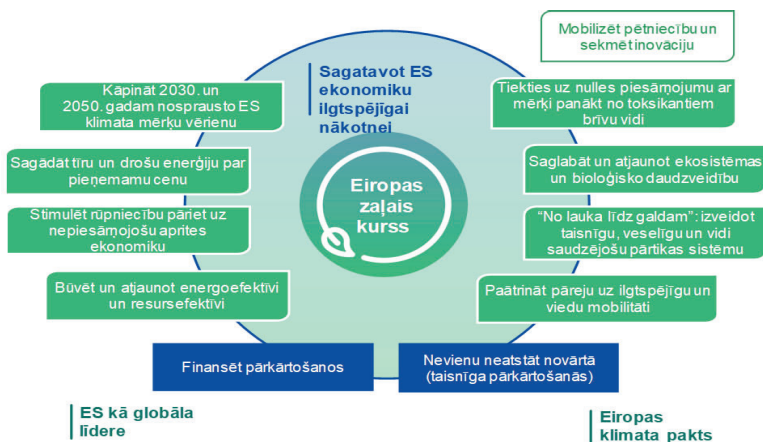 Mobilizēt pētniecību un
sekmēt inovāciju
Sagatavot ES
ekonomiku
ilgtspējīgai
nākotnei
Kāpināt 2030. un
2050. gadam nosprausto ES
klimata mērķu vērienu
Tiekties uz nulles piesārņojumu ar
mērķi panākt no toksikantiem
brīvu vidi
Sagādāt tīru un drošu enerģiju par
pieņemamu cenu
Saglabāt un atjaunot ekosistēmas
un bioloģisko daudzveidību
Eiropas
zaļais
kurss
Stimulēt rūpniecību pāriet uz
nepiesārņojošu aprites
ekonomiku
“No lauka līdz galdam”: izveidot
taisnīgu, veselīgu un vidi
saudzējošu pārtikas sistēmu
Būvēt un atjaunot energoefektīvi
un resursefektīvi
Paātrināt pāreju uz ilgtspējīgu un
viedu mobilitāti
Finansēt pārkārtošanos
Nevienu neatstāt novārtā
(taisnīga pārkārtošanās)
ES kā globāla
līdere
Eiropas
klimata pakts